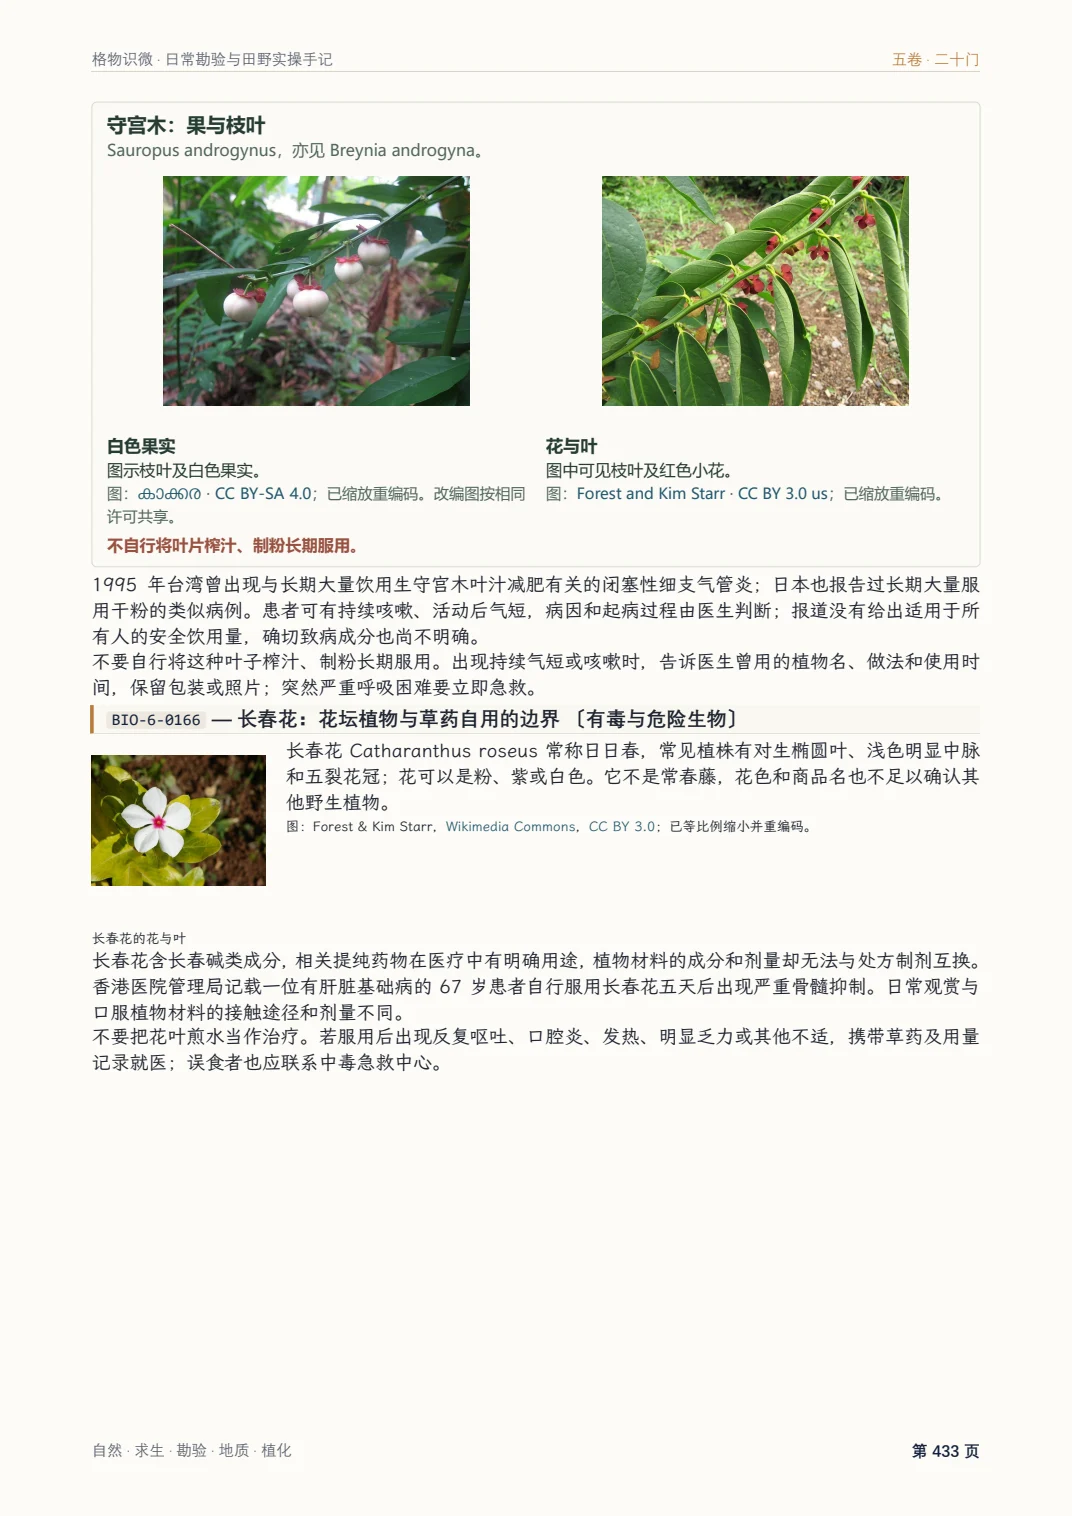 格物识微 · 日常勘验与田野实操手记
五卷 · 二十门
守宫木：果与枝叶
Sauropus androgynus，亦见 Breynia androgyna。
白色果实
图示枝叶及白色果实。
图：കാക്കര · CC BY-SA 4.0；已缩放重编码。改编图按相同
许可共享。
花与叶
图中可见枝叶及红色小花。
图：Forest and Kim Starr · CC BY 3.0 us；已缩放重编码。
不自行将叶片榨汁、制粉长期服用。
1995 年台湾曾出现与长期大量饮用生守宫木叶汁减肥有关的闭塞性细支气管炎；日本也报告过长期大量服
用干粉的类似病例。患者可有持续咳嗽、活动后气短，病因和起病过程由医生判断；报道没有给出适用于所
有人的安全饮用量，确切致病成分也尚不明确。
不要自行将这种叶子榨汁、制粉长期服用。出现持续气短或咳嗽时，告诉医生曾用的植物名、做法和使用时
间，保留包装或照片；突然严重呼吸困难要立即急救。
BIO-6-0166 — 长春花：花坛植物与草药自用的边界 〔有毒与危险生物〕
长春花 Catharanthus roseus 常称日日春，常见植株有对生椭圆叶、浅色明显中脉
和五裂花冠；花可以是粉、紫或白色。它不是常春藤，花色和商品名也不足以确认其
他野生植物。
图：Forest & Kim Starr，Wikimedia Commons，CC BY 3.0；已等比例缩小并重编码。
长春花的花与叶
长春花含长春碱类成分，相关提纯药物在医疗中有明确用途，植物材料的成分和剂量却无法与处方制剂互换。
香港医院管理局记载一位有肝脏基础病的 67 岁患者自行服用长春花五天后出现严重骨髓抑制。日常观赏与
口服植物材料的接触途径和剂量不同。
不要把花叶煎水当作治疗。若服用后出现反复呕吐、口腔炎、发热、明显乏力或其他不适，携带草药及用量
记录就医；误食者也应联系中毒急救中心。
自然 · 求生 · 勘验 · 地质 · 植化
第 433 页